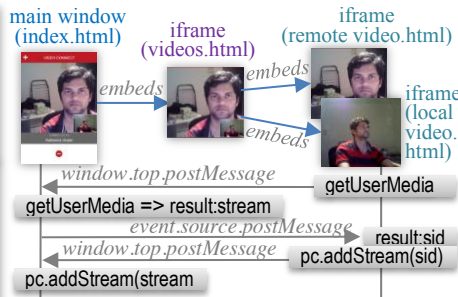 main window
(index.html)
iframe
(videos.html)
iframe
(remote video.html)
embeds
embeds
embeds
iframe
(local
video.
html)
VIDEO CONNECT
window.top.postMessage
getUserMedia
getUserMedia => result:stream
event.source.postMessage
result:sid
window.top.postMessage
pc.addStream(sid)
pc.addStream(stream